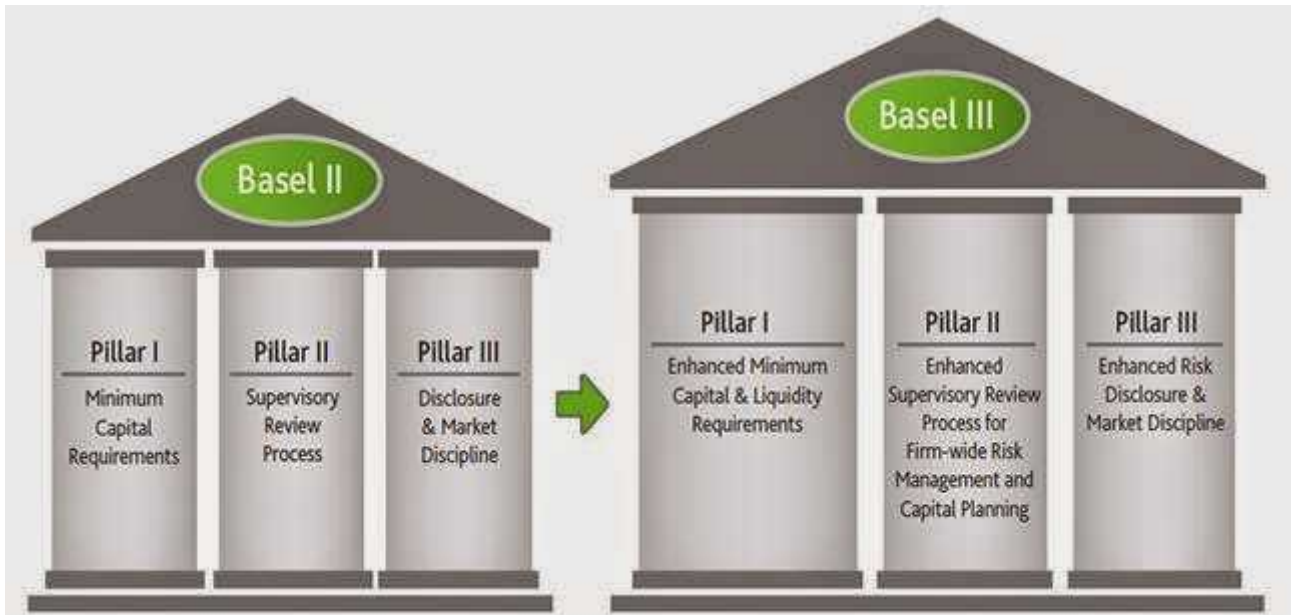 Basel II
Pillar I
Minimum
Capital
Requirements
Pillar II
Supervisory
Review
Process
Pillar III
Disclosure
& Market
Discipline
Basel III
Pillar I
Enhanced Minimum
Capital & Liquidity
Requirements
Pillar II
Enhanced
Supervisory Review
Process for
Firm-wide Risk
Management and
Capital Planning
Pillar III
Enhanced Risk
Disclosure &
Market Discipline